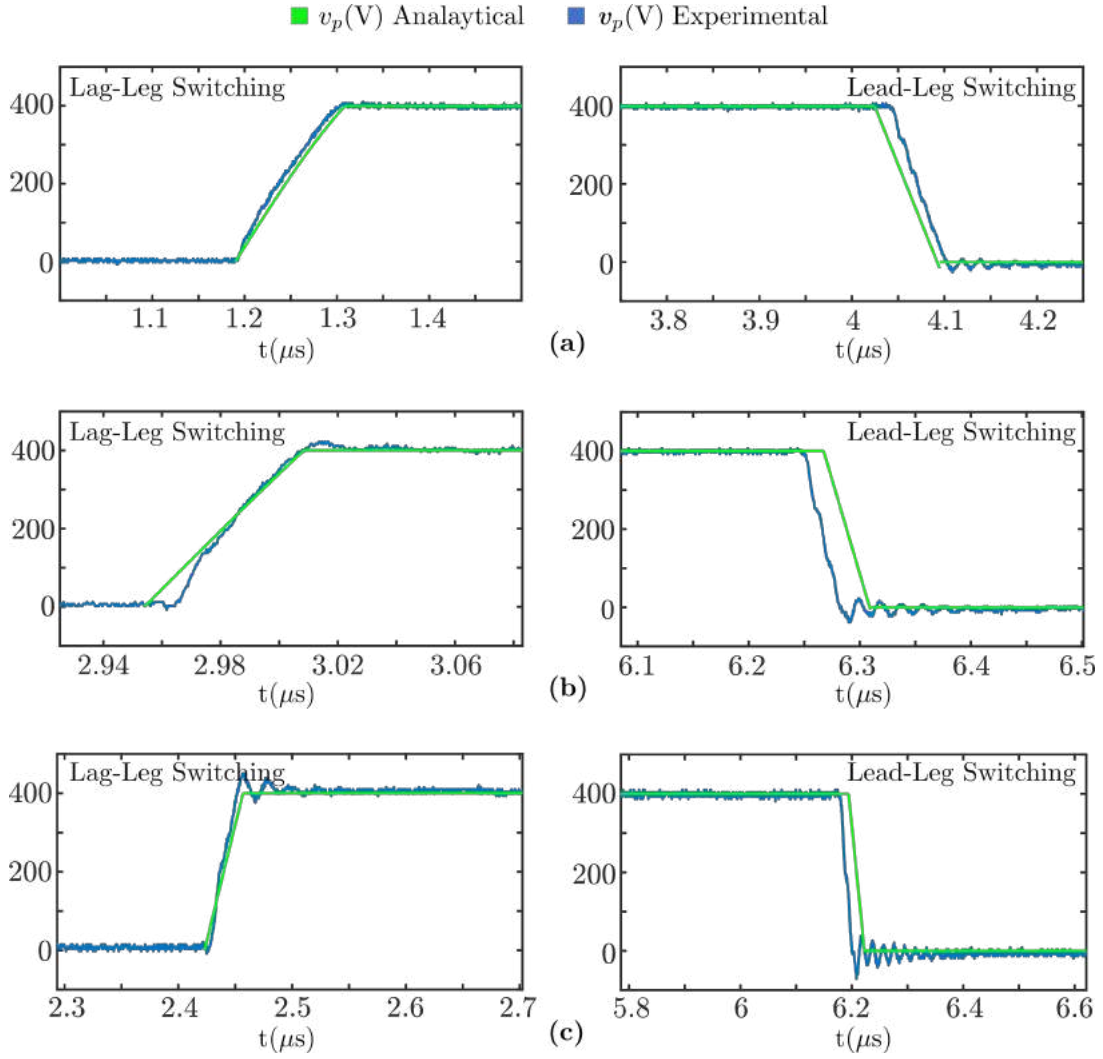 v_p(V) Analaytical v_p(V) Experimental
Lag-Leg Switching Lead-Leg Switching
400 400
200 200
0 0
1.1 1.2 1.3 1.4 3.8 3.9 4 4.1 4.2
t(μs) (a) t(μs)
Lag-Leg Switching Lead-Leg Switching
400 400
200 200
0 0
2.94 2.98 3.02 3.06 6.1 6.2 6.3 6.4 6.5
t(μs) (b) t(μs)
Lag-Leg Switching Lead-Leg Switching
400 400
200 200
0 0
2.3 2.4 2.5 2.6 2.7 5.8 6 6.2 6.4 6.6
t(μs) (c) t(μs)